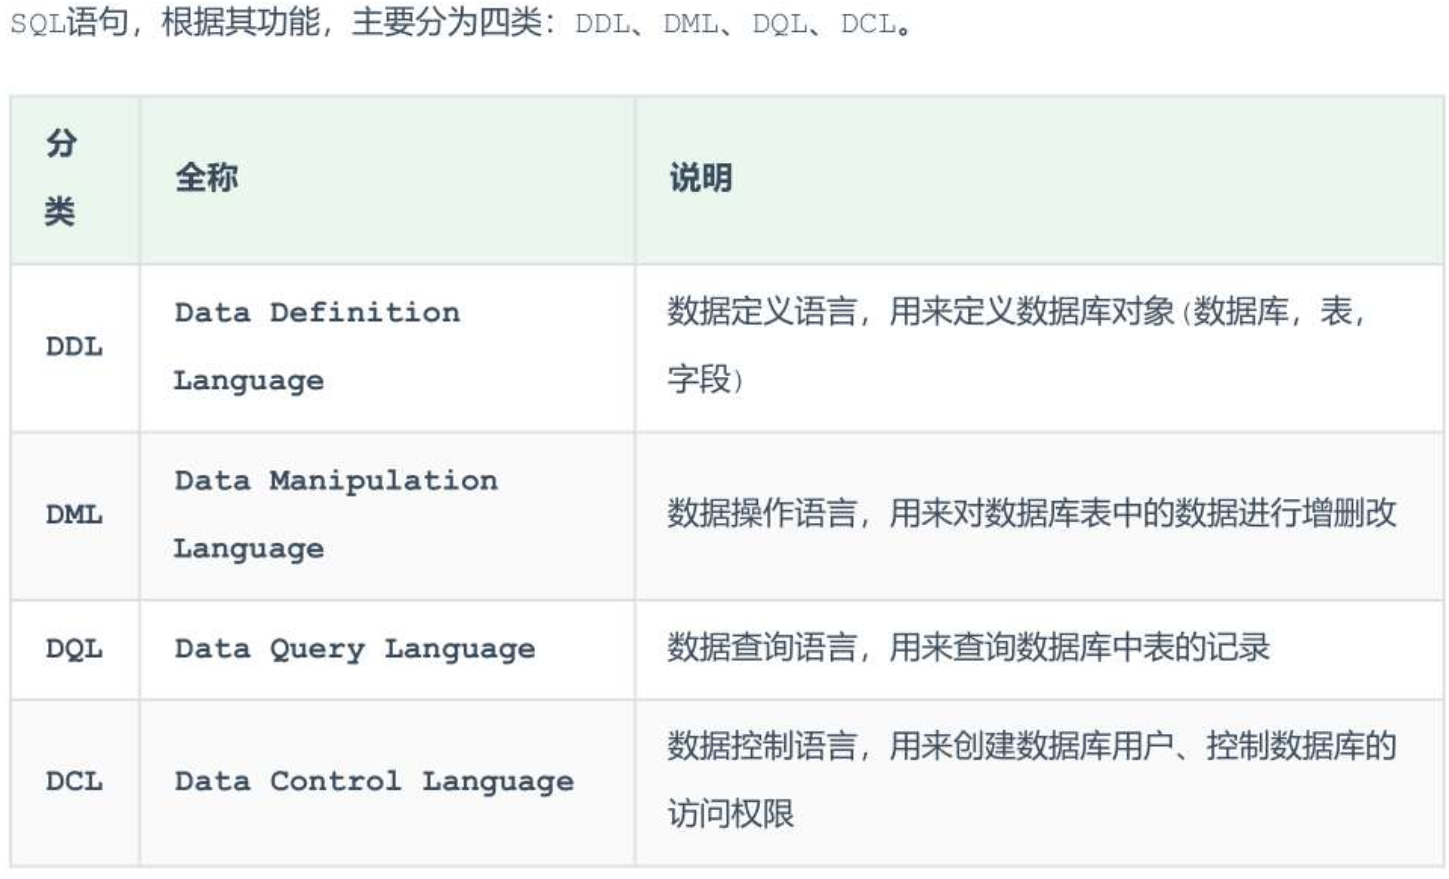 SQL语句，根据其功能，主要分为四类：DDL、DML、DQL、DCL。
分
类
全称
说明
DDL
Data Definition
Language
数据定义语言，用来定义数据库对象(数据库，表，
字段)
DML
Data Manipulation
Language
数据操作语言，用来对数据库表中的数据进行增删改
DQL
Data Query Language
数据查询语言，用来查询数据库中表的记录
DCL
Data Control Language
数据控制语言，用来创建数据库用户、控制数据库的
访问权限